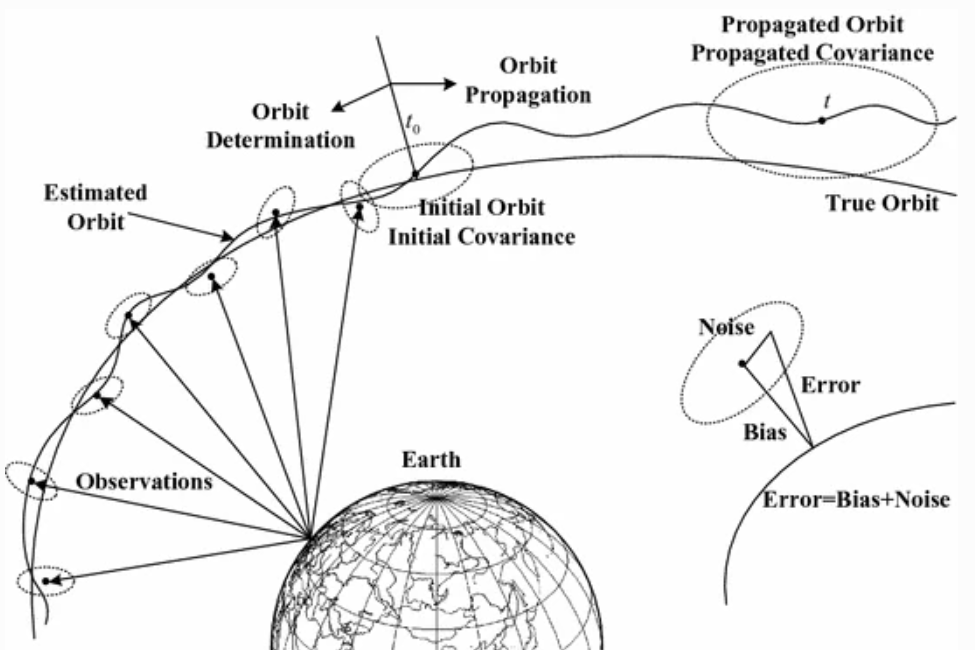 Propagated Orbit
Propagated Covariance
Orbit
Propagation
Orbit
Determination
t
t0
Estimated
Orbit
True Orbit
Initial Orbit
Initial Covariance
Noise
Error
Bias
Earth
Observations
Error=Bias+Noise